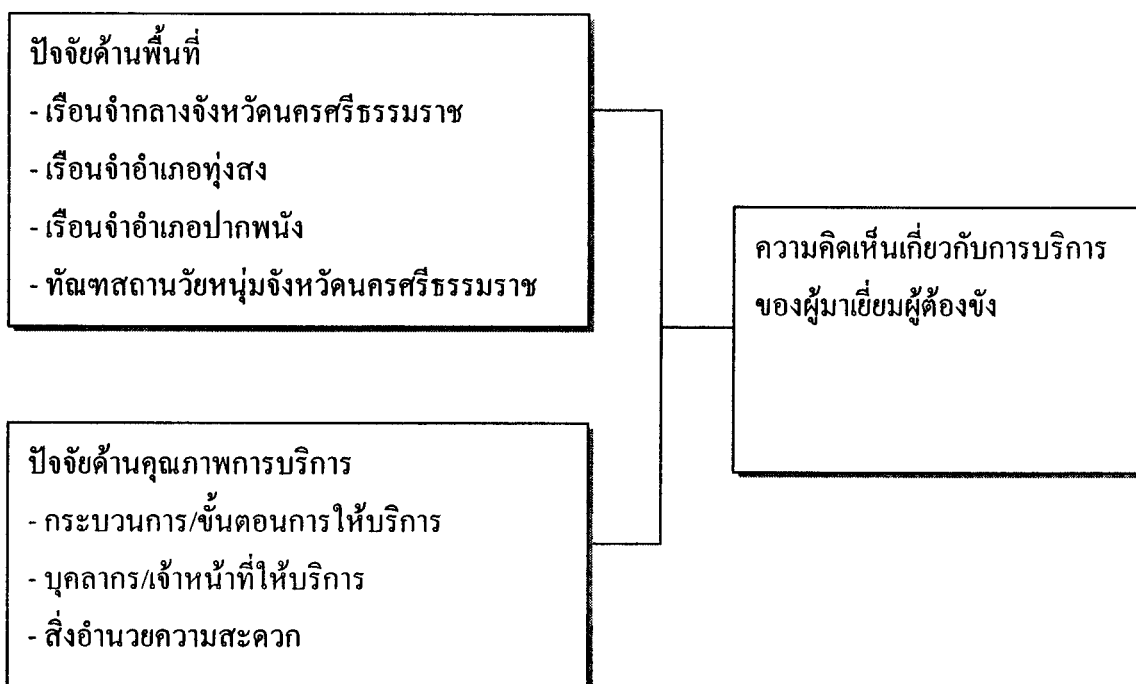 ปัจจัยด้านพื้นที่
- เรือนจำกลางจังหวัดนครศรีธรรมราช
- เรือนจำอำเภอทุ่งสง
- เรือนจำอำเภอปากพนัง
- ทัณฑสถานวัยหนุ่มจังหวัดนครศรีธรรมราช
ความคิดเห็นเกี่ยวกับการบริการ
ของผู้มาเยี่ยมผู้ต้องขัง
ปัจจัยด้านคุณภาพการบริการ
- กระบวนการ/ขั้นตอนการให้บริการ
- บุคลากร/เจ้าหน้าที่ให้บริการ
- สิ่งอำนวยความสะดวก